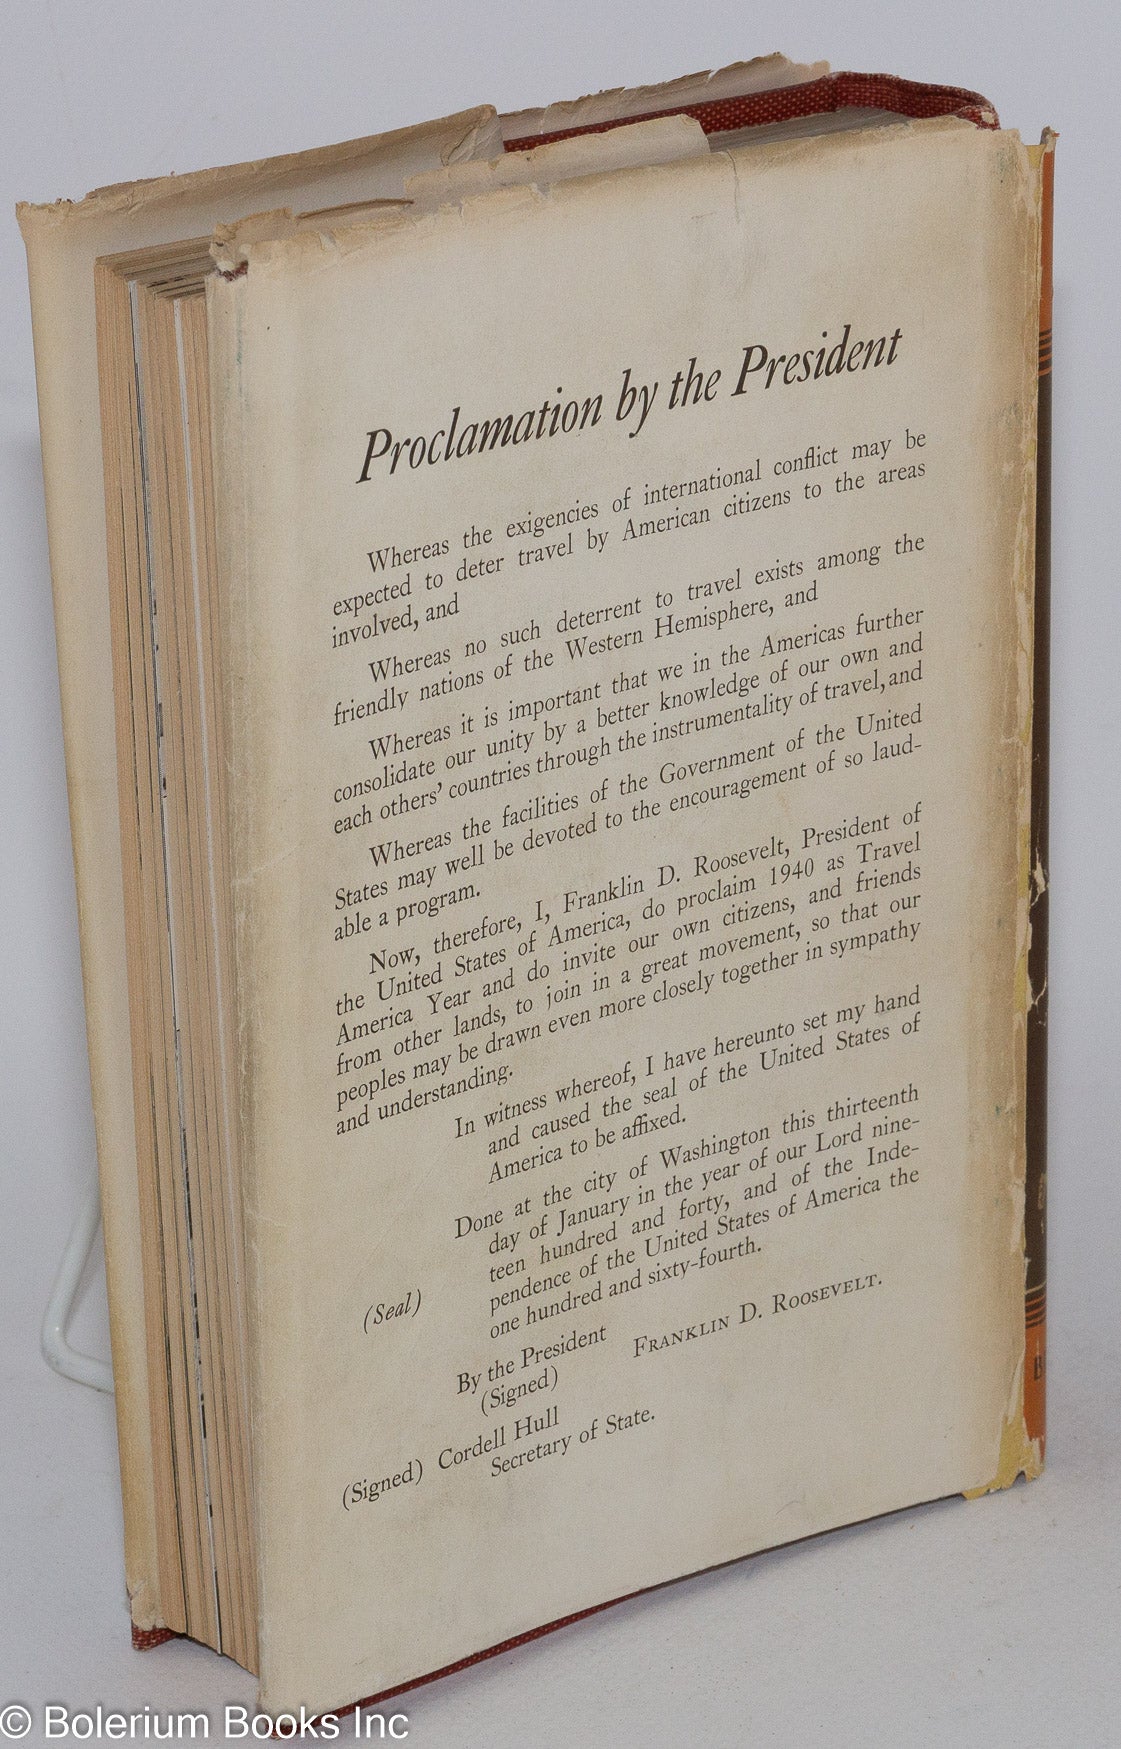 Proclamation by the President
Whereas the exigencies of international conflict may be
expected to deter travel by American citizens to the areas
involved, and
Whereas no such deterrent to travel exists among the
friendly nations of the Western Hemisphere, and
Whereas it is important that we in the Americas further
consolidate our unity by a better knowledge of our own and
each others' countries through the instrumentality of travel, and
Whereas the facilities of the Government of the United
States may well be devoted to the encouragement of so laud-
able a program.
Now, therefore, I, Franklin D. Roosevelt, President of
the United States of America, do proclaim 1940 as Travel
America Year and do invite our own citizens, and friends
from other lands, to join in a great movement, so that our
peoples may be drawn even more closely together in sympathy
and understanding.
In witness whereof, I have hereunto set my hand
and caused the seal of the United States of
America to be affixed.
Done at the city of Washington this thirteenth
day of January in the year of our Lord nine-
teen hundred and forty, and of the Inde-
pendence of the United States of America the
one hundred and sixty-fourth.
(Seal)
By the President
(Signed) FRANKLIN D. ROOSEVELT.
(Signed) Cordell Hull
Secretary of State.
© Bolerium Books Inc